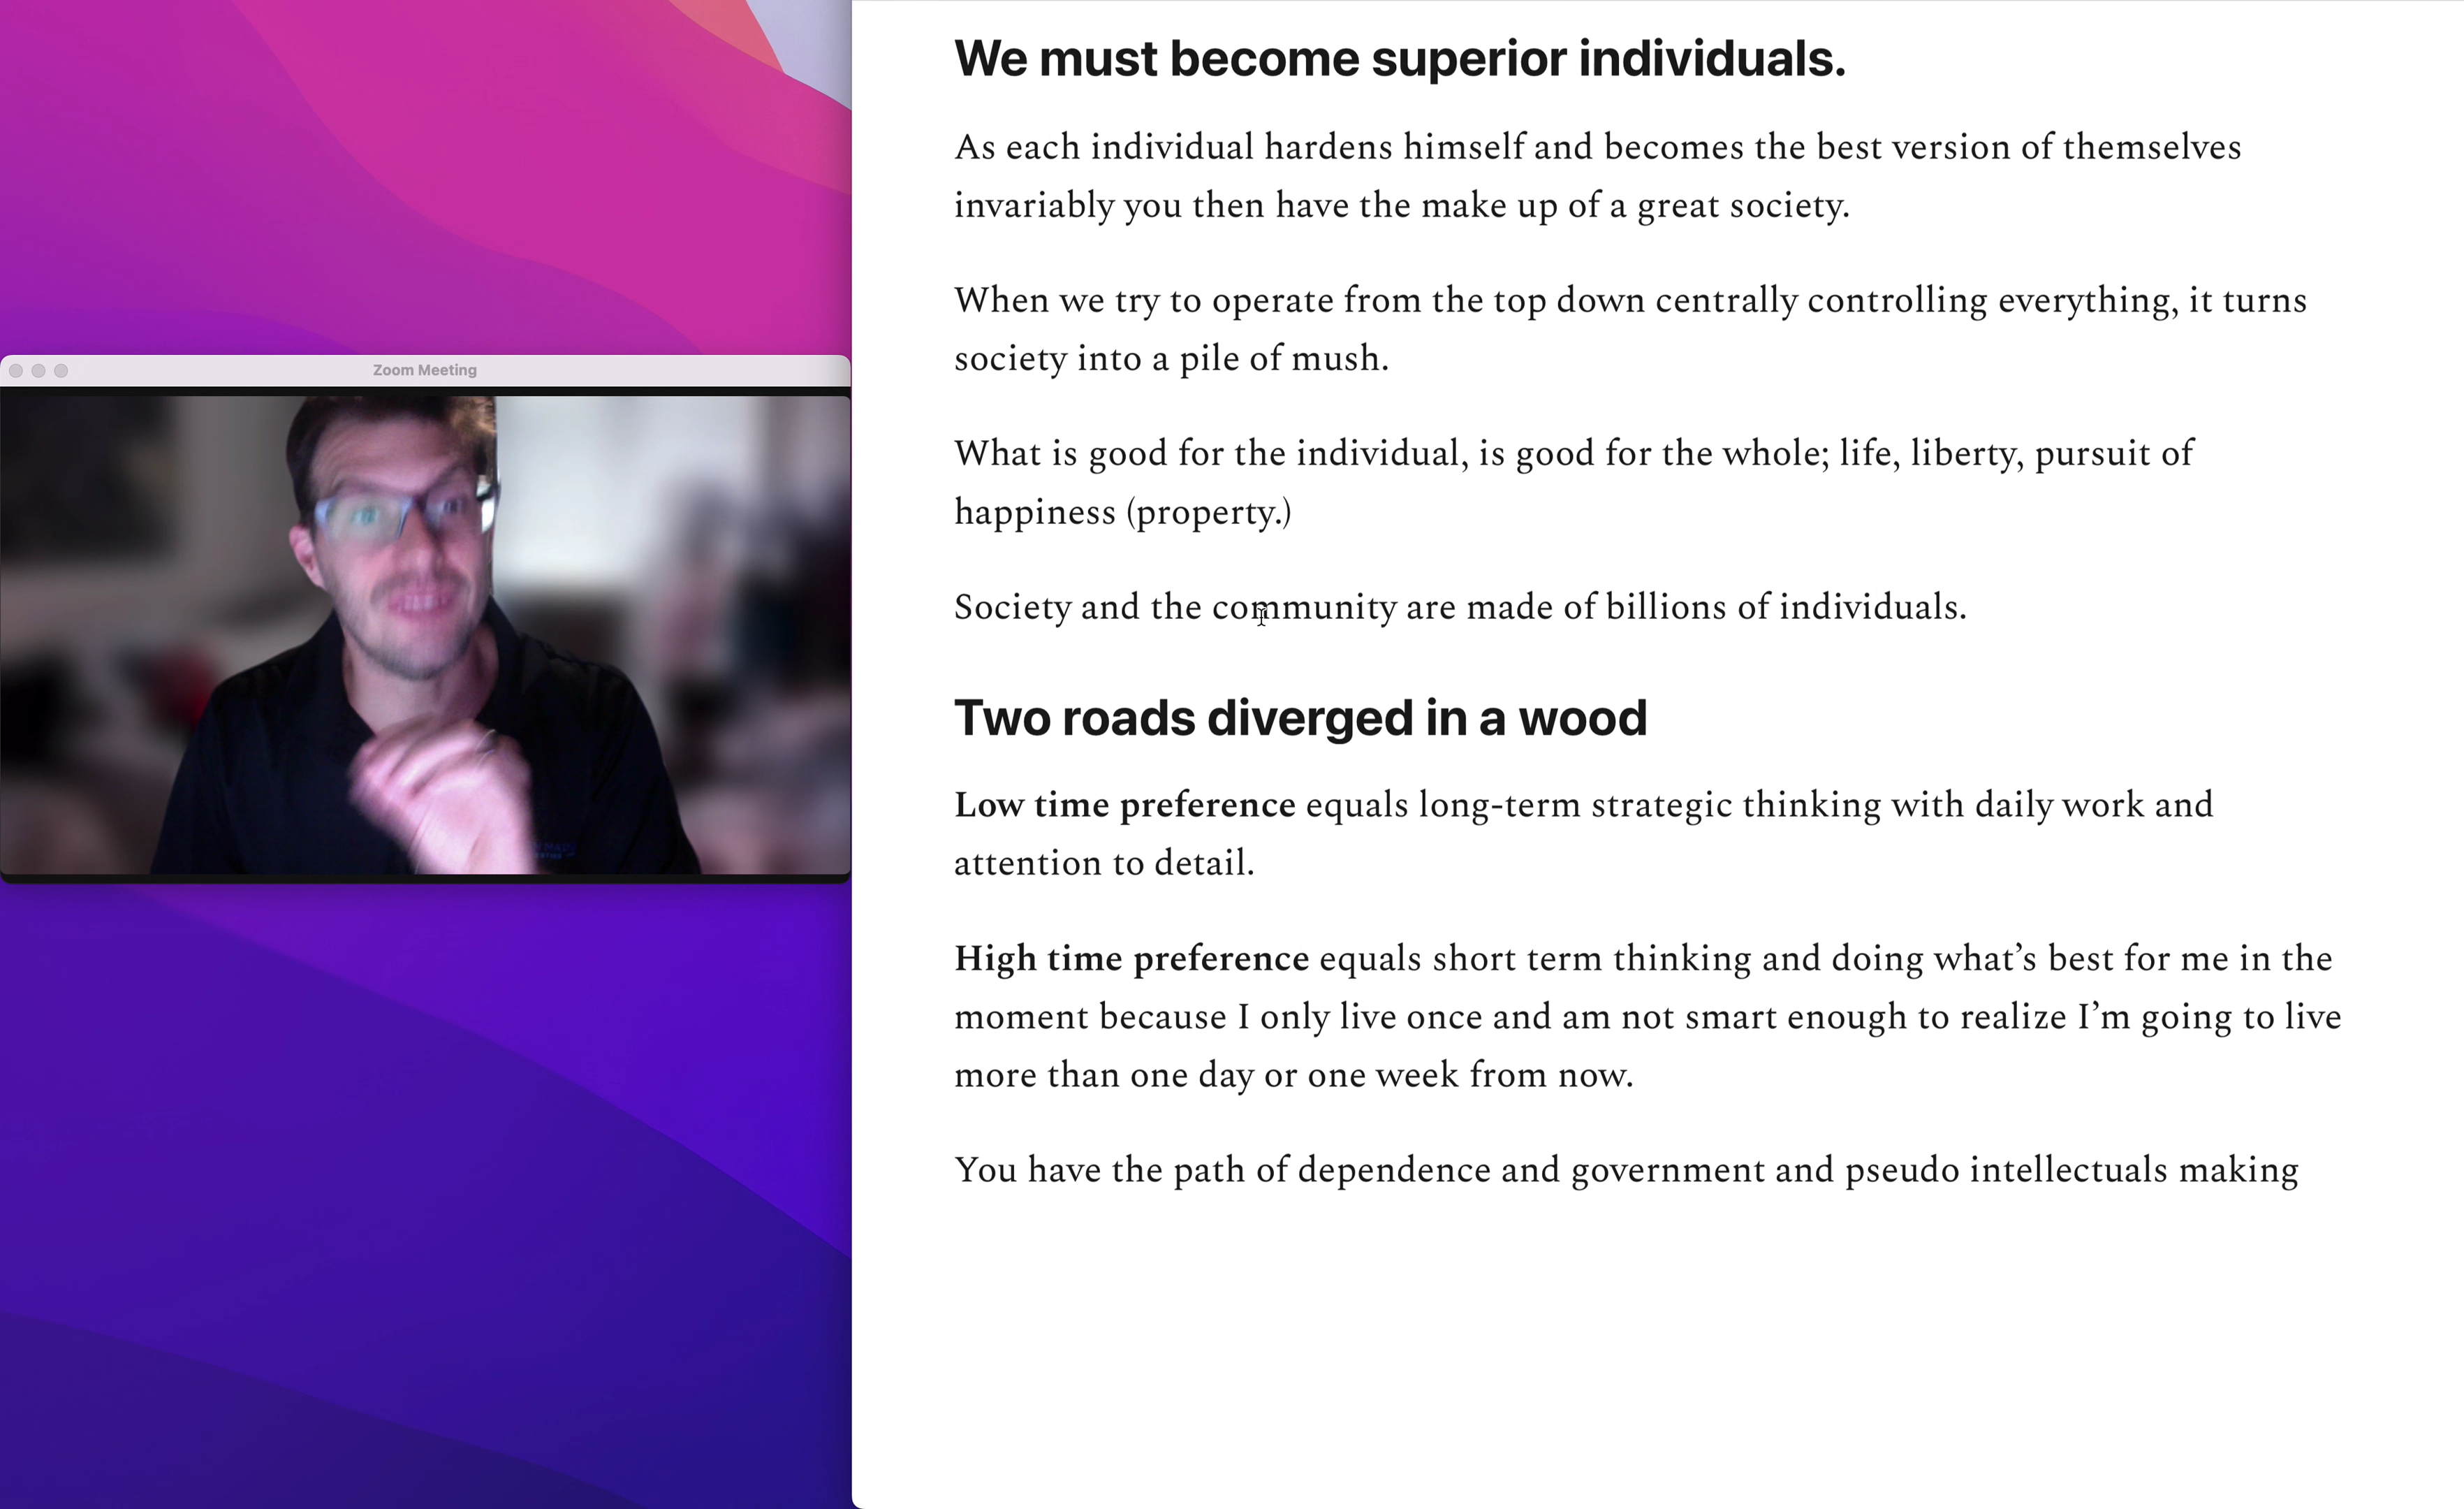 Zoom Meeting
We must become superior individuals.
As each individual hardens himself and becomes the best version of themselves
invariably you then have the make up of a great society.
When we try to operate from the top down centrally controlling everything, it turns
society into a pile of mush.
What is good for the individual, is good for the whole; life, liberty, pursuit of
happiness (property.)
Society and the community are made of billions of individuals.
Two roads diverged in a wood
Low time preference equals long-term strategic thinking with daily work and
attention to detail.
High time preference equals short term thinking and doing what’s best for me in the
moment because I only live once and am not smart enough to realize I’m going to live
more than one day or one week from now.
You have the path of dependence and government and pseudo intellectuals making